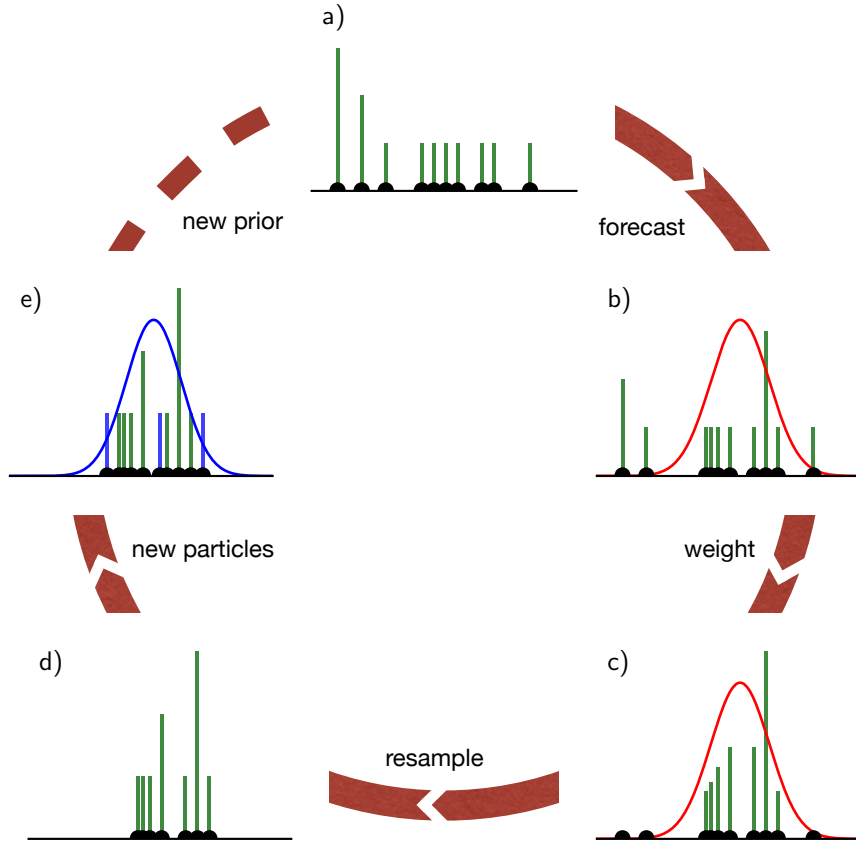 a)
new prior
forecast
e)
b)
new particles
weight
d)
c)
resample